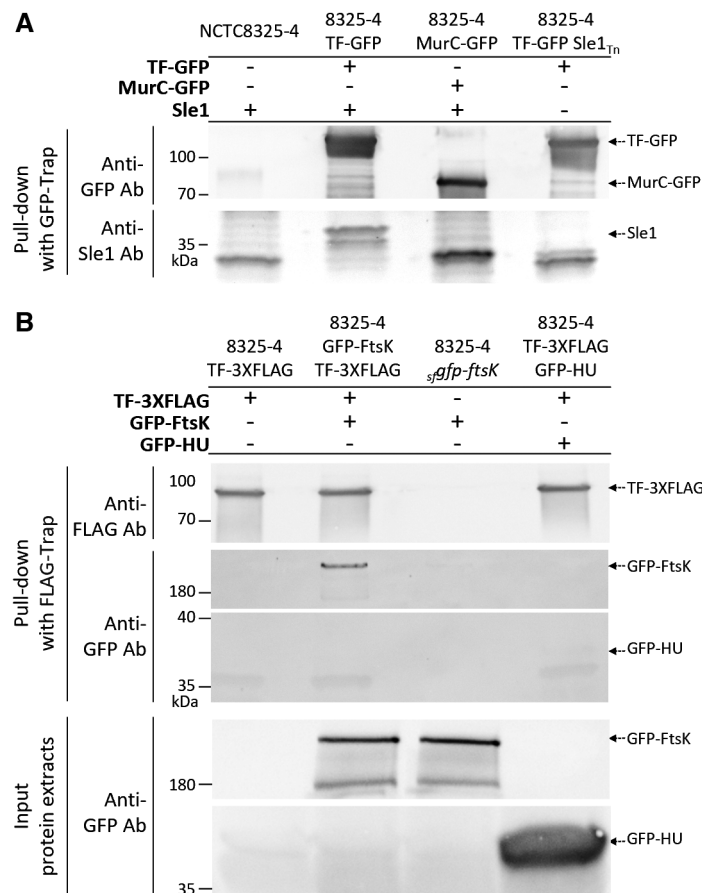 A
NCTC8325-4
8325-4
TF-GFP
8325-4
MurC-GFP
8325-4
TF-GFP Sle1Tn
TF-GFP - + - +
MurC-GFP - - + -
Sle1 + + + -
Pull-down
with GFP-Trap
Anti-
GFP Ab
100
70
TF-GFP
MurC-GFP
Anti-
Sle1 Ab
35
kDa
Sle1
B
8325-4
TF-3XFLAG
8325-4
GFP-FtsK
TF-3XFLAG
8325-4
sfgfp-ftsK
8325-4
TF-3XFLAG
GFP-HU
TF-3XFLAG + + - +
GFP-FtsK - + + -
GFP-HU - - - +
Pull-down
with FLAG-Trap
Anti-
FLAG Ab
100
70
TF-3XFLAG
Anti-
GFP Ab
180
GFP-FtsK
40
35
kDa
GFP-HU
Input
protein extracts
Anti-
GFP Ab
180
GFP-FtsK
35
GFP-HU